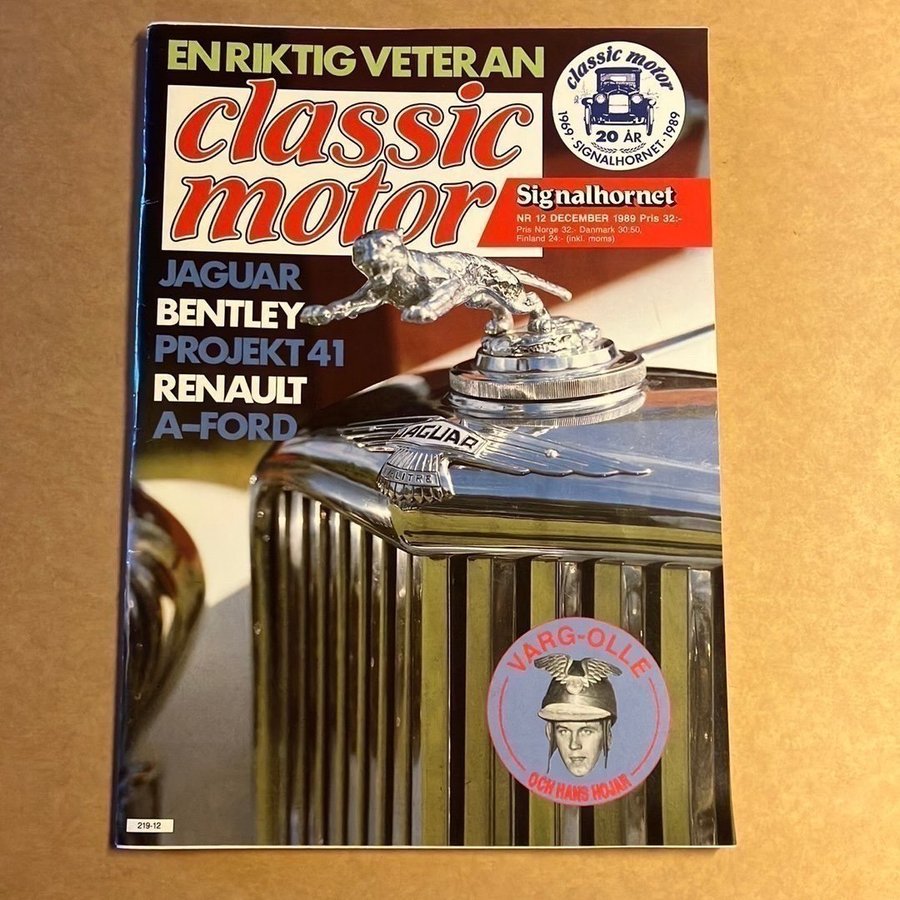 EN RIKTIG VETERAN
classic
motor
classic motor
20 ÅR
1969 · SIGNALHORNET · 1989
Signalhornet
NR 12 DECEMBER 1989 Pris 32:-
Pris Norge 32:- Danmark 30:50,
Finland 24:- (inkl. moms)
JAGUAR
BENTLEY
PROJEKT 41
RENAULT
A-FORD
JAGUAR
LITRE
VARG-OLLE
OCH HANS HOJAR
219-12